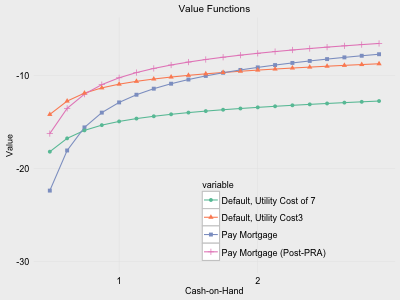 Value Functions
-10
-20
-30
Value
variable
Default, Utility Cost of 7
Default, Utility Cost3
Pay Mortgage
Pay Mortgage (Post-PRA)
1
2
Cash-on-Hand